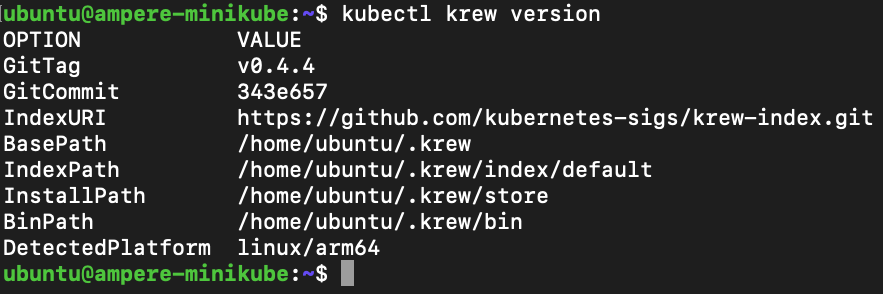 ubuntu@ampere-minikube:~$ kubectl krew version
OPTION VALUE
GitTag v0.4.4
GitCommit 343e657
IndexURI https://github.com/kubernetes-sigs/krew-index.git
BasePath /home/ubuntu/.krew
IndexPath /home/ubuntu/.krew/index/default
InstallPath /home/ubuntu/.krew/store
BinPath /home/ubuntu/.krew/bin
DetectedPlatform linux/arm64
ubuntu@ampere-minikube:~$